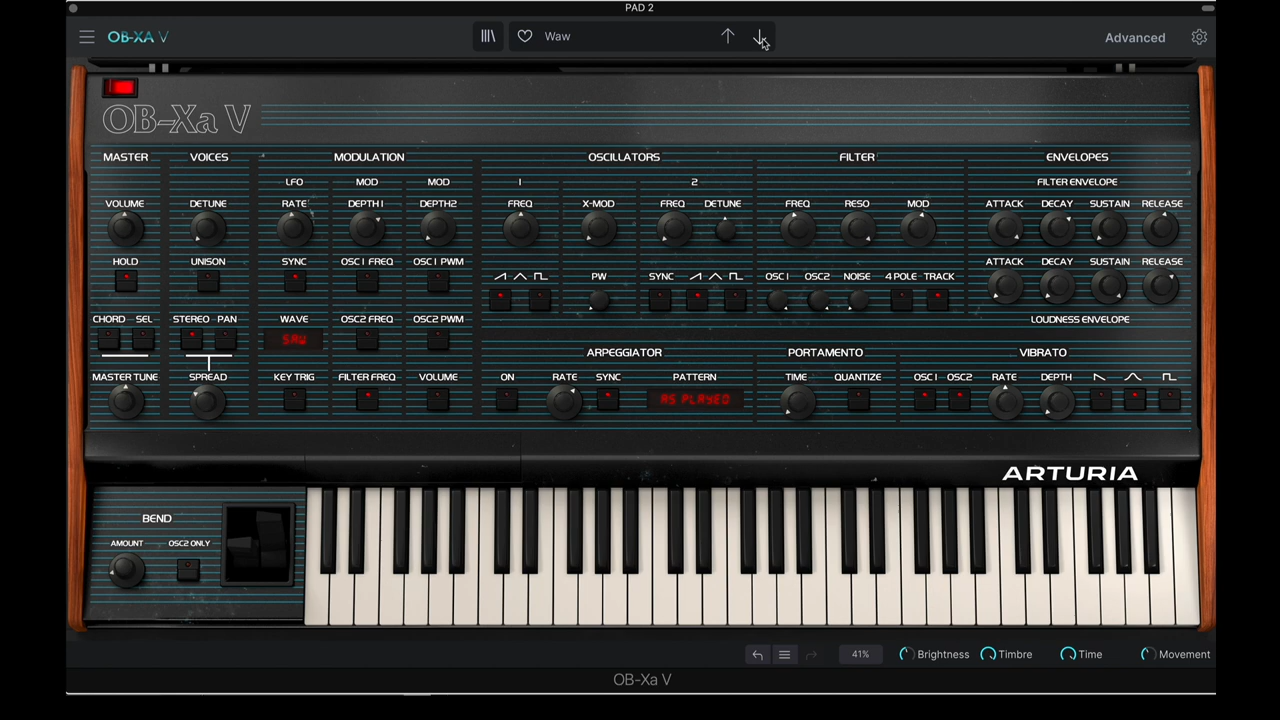 PAD 2
OB-XA V
Waw
Advanced
OB-Xa V
MASTER VOICES MODULATION OSCILLATORS FILTER ENVELOPES
LFO MOD MOD 1 2 FILTER ENVELOPE
VOLUME DETUNE RATE DEPTH1 DEPTH2 FREQ X-MOD FREQ DETUNE FREQ RESO MOD ATTACK DECAY SUSTAIN RELEASE
HOLD UNISON SYNC OSC1 FREQ OSC1 PWM PW SYNC OSC1 OSC2 NOISE 4 POLE TRACK ATTACK DECAY SUSTAIN RELEASE
CHORD SEL STEREO PAN WAVE OSC2 FREQ OSC2 PWM LOUDNESS ENVELOPE
SAW
ARPEGGIATOR PORTAMENTO VIBRATO
MASTER TUNE SPREAD KEY TRIG FILTER FREQ VOLUME ON RATE SYNC PATTERN TIME QUANTIZE OSC1 OSC2 RATE DEPTH
AS PLAYED
ARTURIA
BEND
AMOUNT OSC2 ONLY
41% Brightness Timbre Time Movement
OB-Xa V